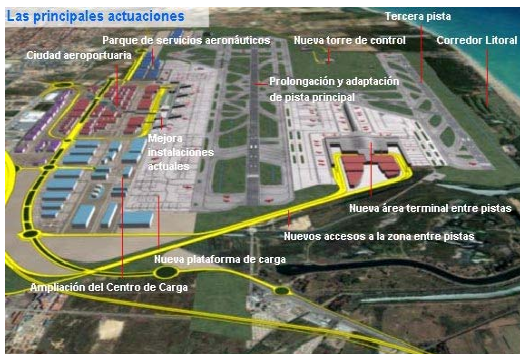 Las principales actuaciones
Tercera pista
Parque de servicios aeronáuticos
Nueva torre de control
Corredor Litoral
Ciudad aeroportuaria
Prolongación y adaptación
de pista principal
Mejora
instalaciones
actuales
Nueva área terminal entre pistas
Nuevos accesos a la zona entre pistas
Nueva plataforma de carga
Ampliación del Centro de Carga